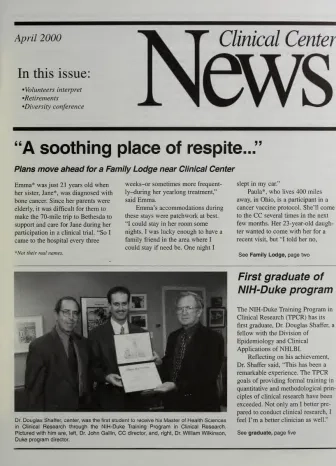 April 2000
Clinical Center
News
In this issue:
•Volunteers interpret
•Retirements
•Diversity conference
"A soothing place of respite..."
Plans move ahead for a Family Lodge near Clinical Center
Emma* was just 21 years old when
her sister, Jane*, was diagnosed with
bone cancer. Since her parents were
elderly, it was difficult for them to
make the 70-mile trip to Bethesda to
support and care for Jane during her
participation in a clinical trial. "So I
came to the hospital every three
*Not their real names.
weeks–or sometimes more frequent-
ly–during her yearlong treatment,"
said Emma.
Emma's accommodations during
these stays were patchwork at best.
"I could stay in her room some
nights. I was lucky enough to have a
family friend in the area where I
could stay if need be. One night I
slept in my car."
Paula*, who lives 400 miles
away, in Ohio, is a participant in a
cancer vaccine protocol. She'll come
to the CC several times in the next
few months. Her 23-year-old daugh-
ter wanted to come with her for a
recent visit, but "I told her no,
See Family Lodge, page two
First graduate of
NIH-Duke program
The NIH-Duke Training Program in
Clinical Research (TPCR) has its
first graduate, Dr. Douglas Shaffer, a
fellow with the Division of
Epidemiology and Clinical
Applications of NHLBI.
Reflecting on his achievement,
Dr. Shaffer said, "This has been a
remarkable experience. The TPCR
goals of providing formal training in
quantitative and methodological prin-
ciples of clinical research have been
exceeded. Not only am I better pre-
pared to conduct clinical research, I
feel I'm a better clinician as well."
See graduate, page five
Dr. Douglas Shaffer, center, was the first student to receive his Master of Health Sciences
in Clinical Research through the NIH-Duke Training Program in Clinical Research.
Pictured with him are, left, Dr. John Gallin, CC director; and, right, Dr. William Wilkinson,
Duke program director.